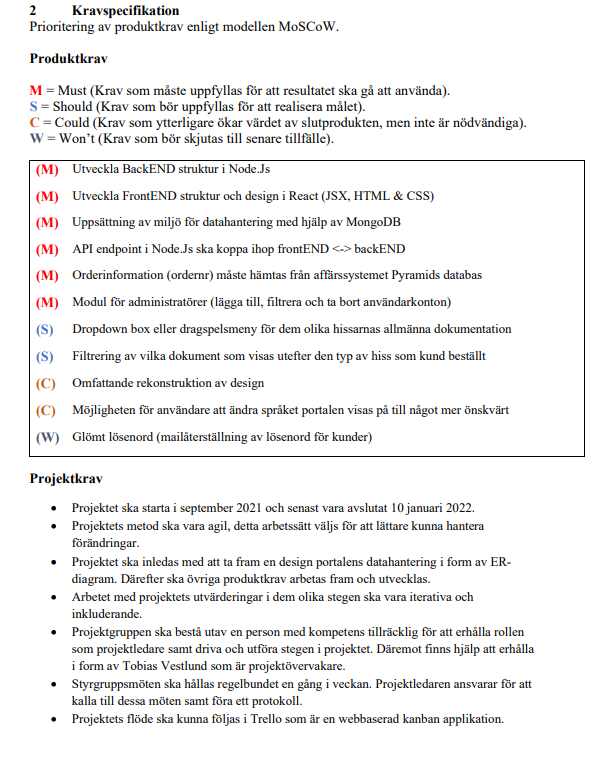 2 Kravspecifikation
Prioritering av produktkrav enligt modellen MoSCoW.
Produktkrav
M = Must (Krav som måste uppfyllas för att resultatet ska gå att använda).
S = Should (Krav som bör uppfyllas för att realisera målet).
C = Could (Krav som ytterligare ökar värdet av slutprodukten, men inte är nödvändiga).
W = Won't (Krav som bör skjutas till senare tillfälle).
(M) Utveckla BackEND struktur i Node.Js
(M) Utveckla FrontEND struktur och design i React (JSX, HTML & CSS)
(M) Uppsättning av miljö för datahantering med hjälp av MongoDB
(M) API endpoint i Node.Js ska koppa ihop frontEND <-> backEND
(M) Orderinformation (ordernr) måste hämtas från affärssystemet Pyramids databas
(M) Modul för administratörer (lägga till, filtrera och ta bort användarkonton)
(S) Dropdown box eller dragspelsmeny för dem olika hissarnas allmänna dokumentation
(S) Filtrering av vilka dokument som visas utefter den typ av hiss som kund beställt
(C) Omfattande rekonstruktion av design
(C) Möjligheten för användare att ändra språket portalen visas på till något mer önskvärt
(W) Glömt lösenord (mailåterställning av lösenord för kunder)
Projektkrav
• Projektet ska starta i september 2021 och senast vara avslutat 10 januari 2022.
• Projektets metod ska vara agil, detta arbetssätt väljs för att lättare kunna hantera
förändringar.
• Projektet ska inledas med att ta fram en design portalens datahantering i form av ER-
diagram. Därefter ska övriga produktkrav arbetas fram och utvecklas.
• Arbetet med projektets utvärderingar i dem olika stegen ska vara iterativa och
inkluderande.
• Projektgruppen ska bestå utav en person med kompetens tillräcklig för att erhålla rollen
som projektledare samt driva och utföra stegen i projektet. Däremot finns hjälp att erhålla
i form av Tobias Vestlund som är projektövervakare.
• Styrgruppsmöten ska hållas regelbundet en gång i veckan. Projektledaren ansvarar för att
kalla till dessa möten samt föra ett protokoll.
• Projektets flöde ska kunna följas i Trello som är en webbaserad kanban applikation.